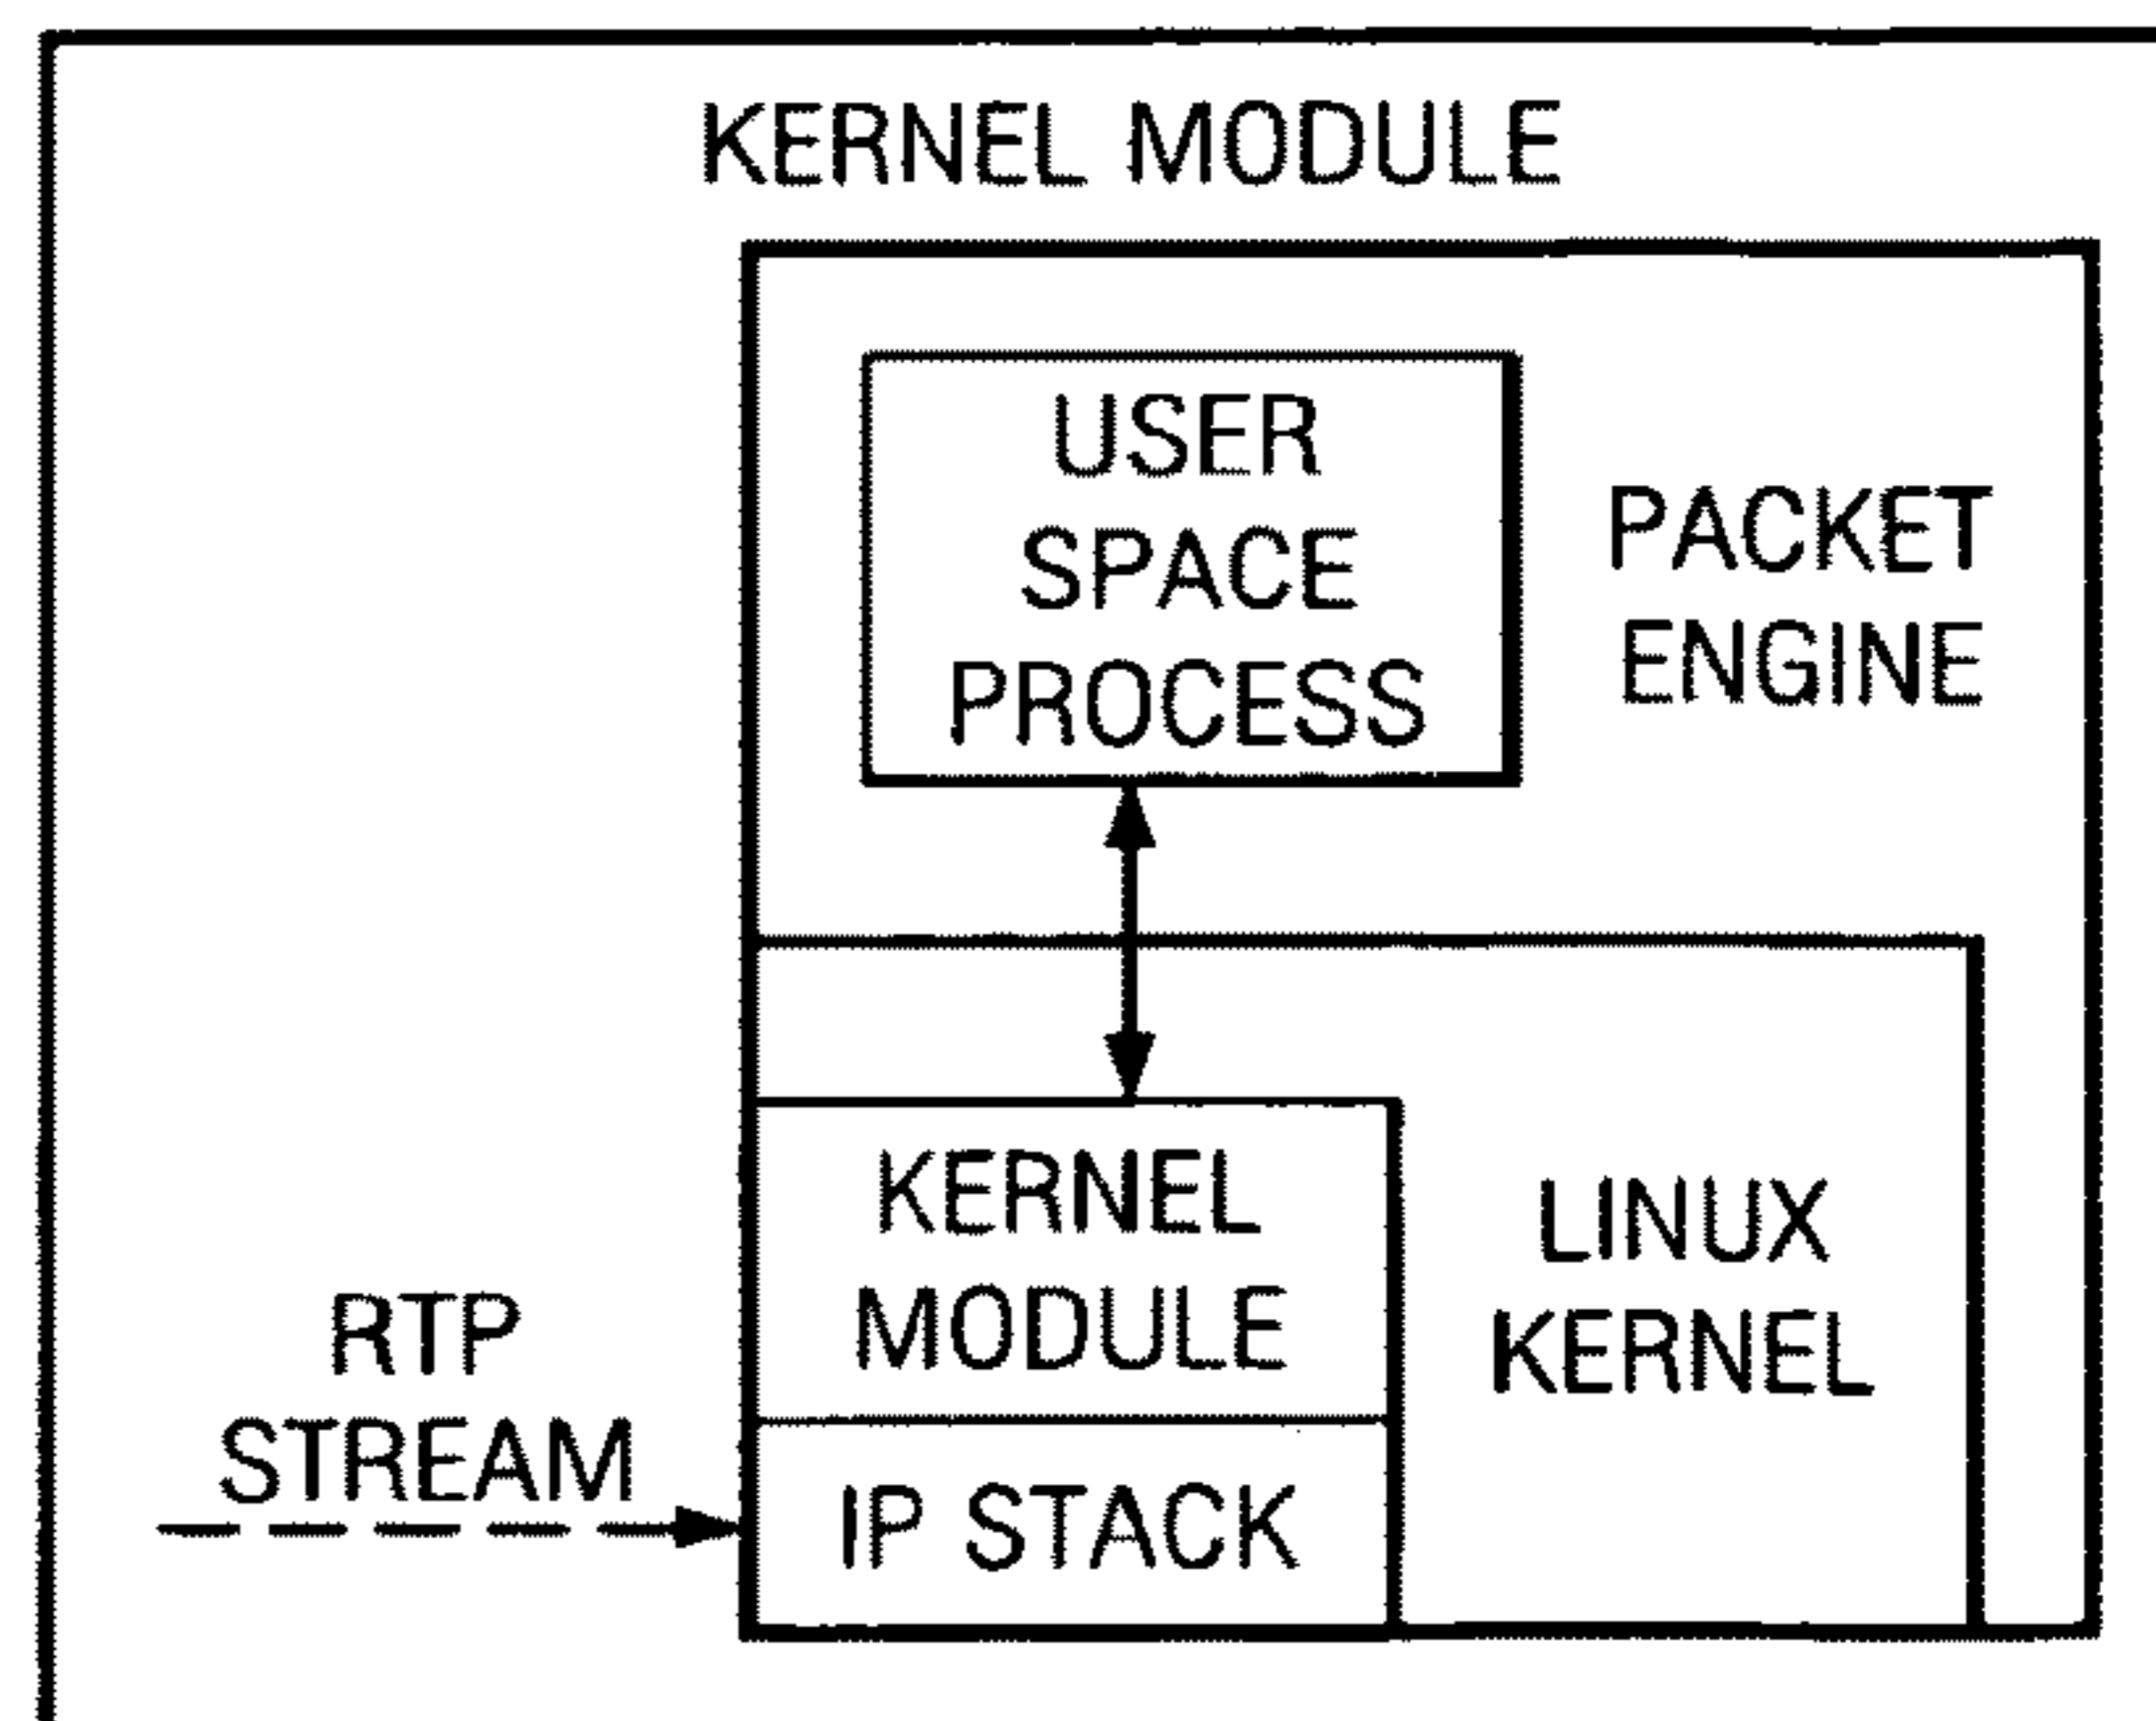 KERNEL MODULE
USER
SPACE
PROCESS
PACKET
ENGINE
KERNEL
MODULE
LINUX
KERNEL
RTP
STREAM
IP STACK